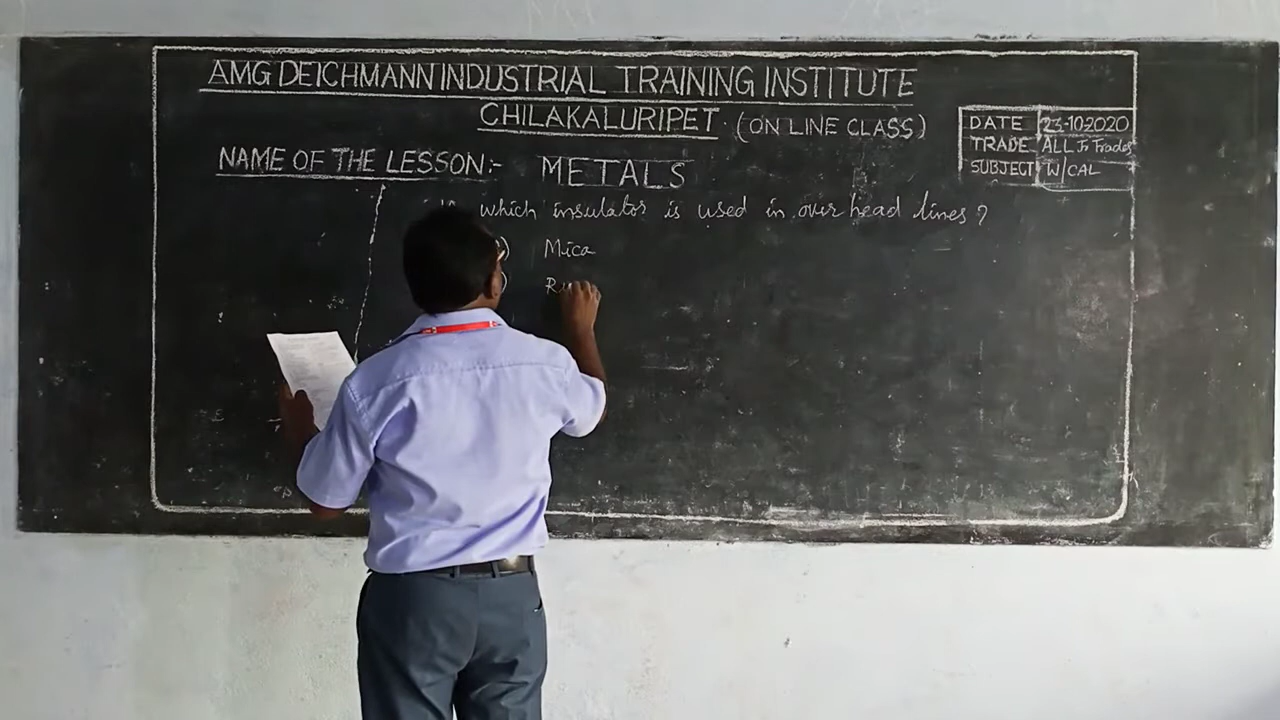 AMG DEICHMANN INDUSTRIAL TRAINING INSTITUTE
CHILAKALURIPET (ON LINE CLASS)
DATE 23-10-2020
TRADE ALL Jr Trades
SUBJECT W/CAL
NAME OF THE LESSON:- METALS
which insulator is used in over head lines?
) Mica
) R